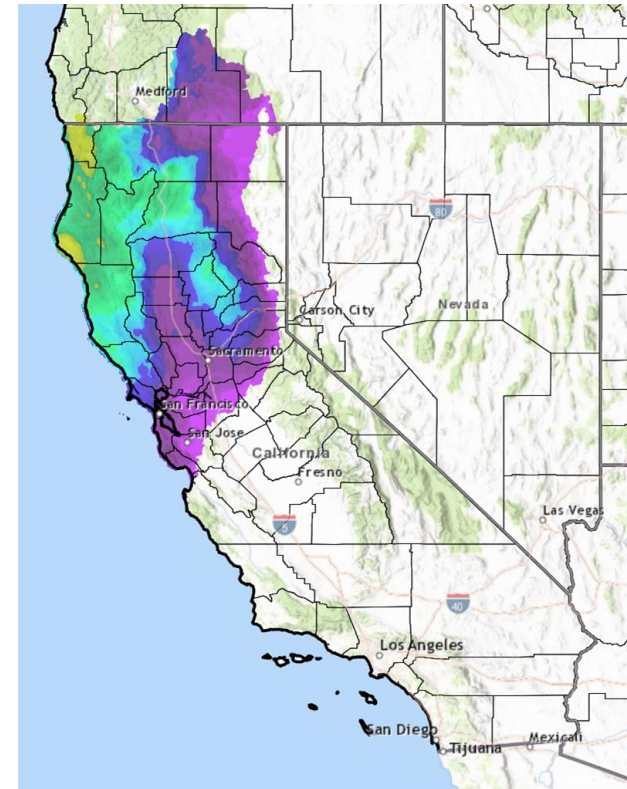 Medford
80
Carson City
Nevada
Sacramento
San Francisco
San Jose
California
Fresno
5
Las Vegas
40
Los Angeles
San Diego
Tijuana
Mexicali